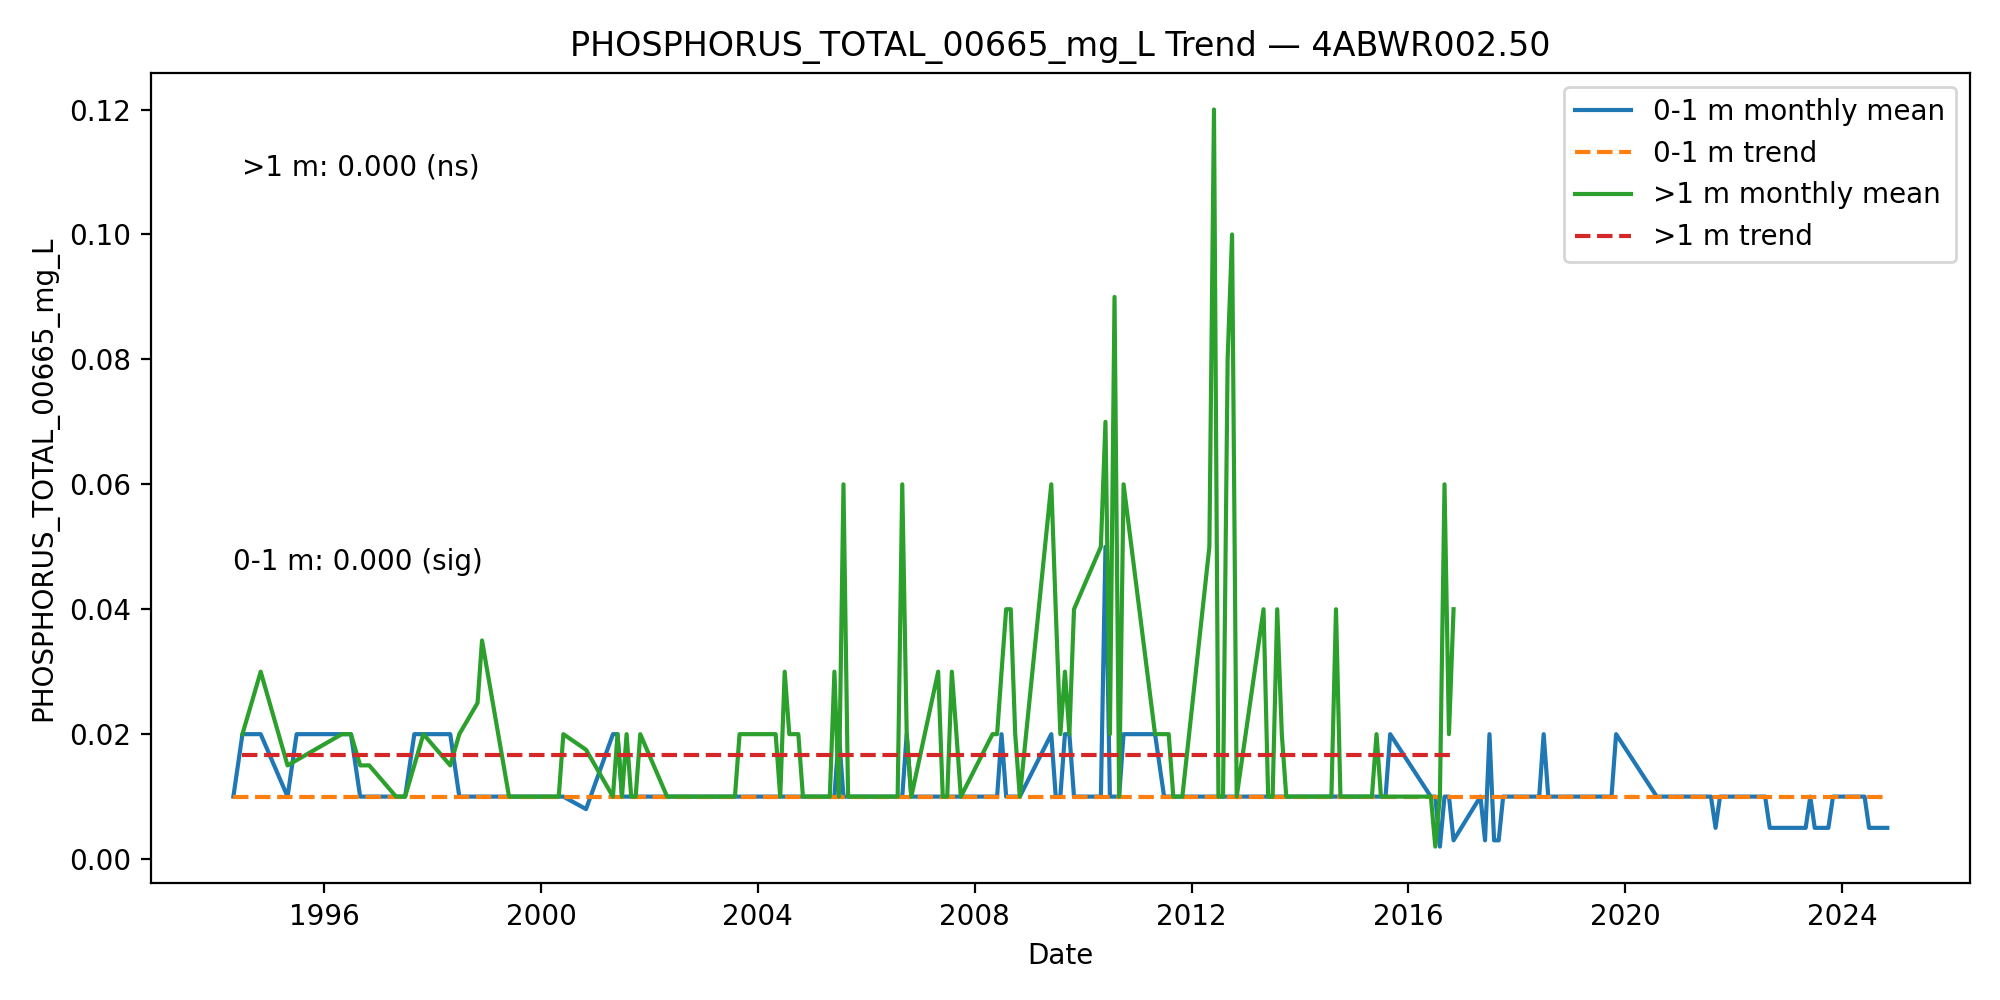 PHOSPHORUS_TOTAL_00665_mg_L Trend — 4ABWR002.50
PHOSPHORUS_TOTAL_00665_mg_L
0.12
0.10
0.08
0.06
0.04
0.02
0.00
>1 m: 0.000 (ns)
0-1 m: 0.000 (sig)
0-1 m monthly mean
0-1 m trend
>1 m monthly mean
>1 m trend
1996 2000 2004 2008 2012 2016 2020 2024
Date